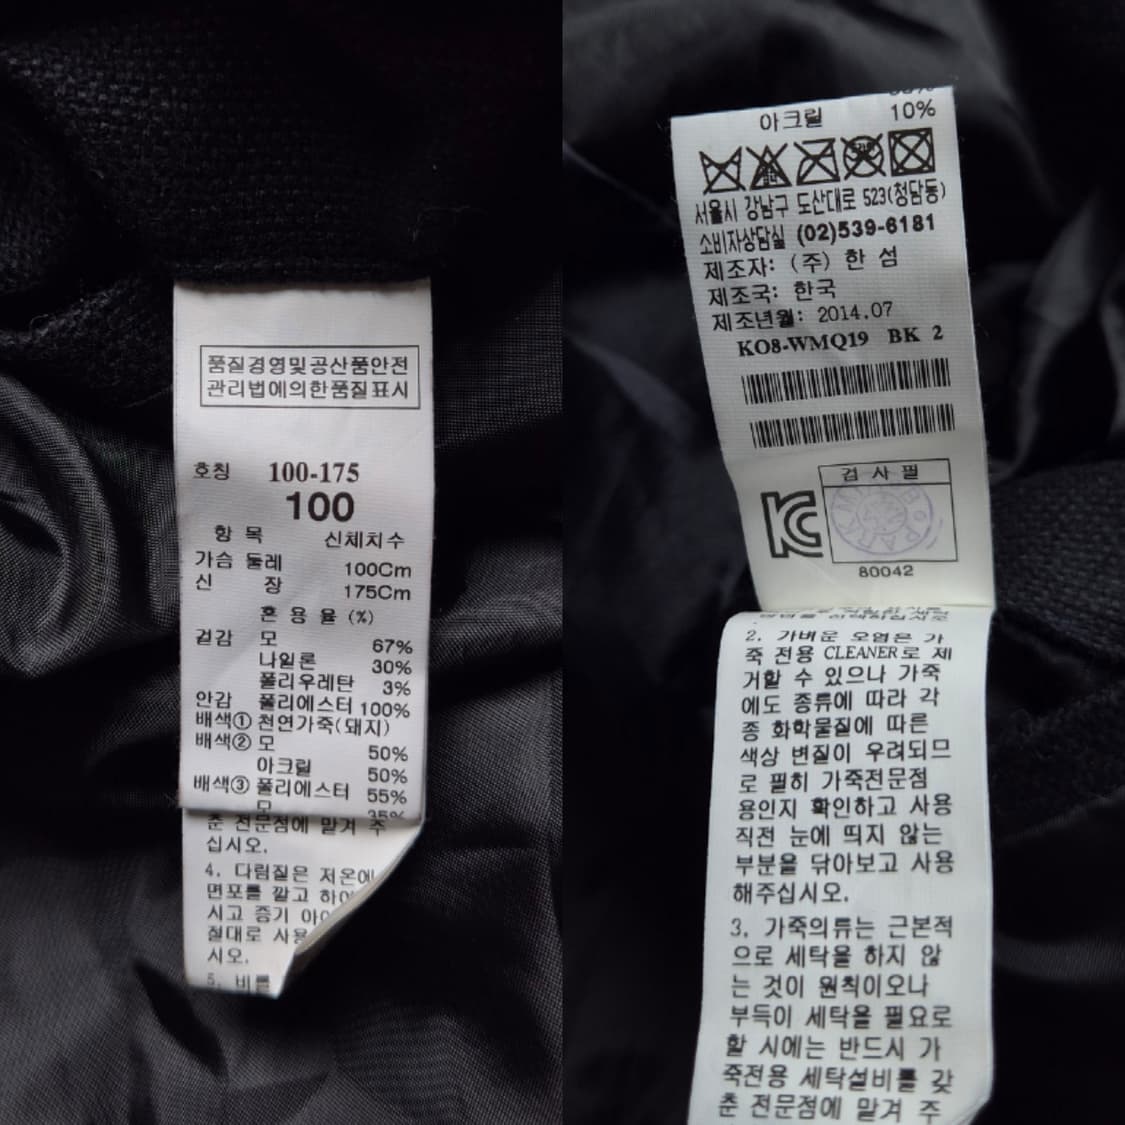 품질경영및공산품안전
관리법에의한품질표시
호칭 100-175
100
항 목 신체치수
가슴 둘레 100Cm
신 장 175Cm
혼 용 율 (%)
겉감 모 67%
나일론 30%
폴리우레탄 3%
안감 폴리에스터 100%
배색① 천연가죽(돼지)
배색② 모 50%
아크릴 50%
배색③ 폴리에스터 55%
모 35%
춘 전문점에 맡겨 주
십시오.
4. 다림질은 저온에
면포를 깔고 하
시고 증기 아
절대로 사용
시오.
5. 비를
아크릴 10%
서울시 강남구 도산대로 523(청담동)
소비자상담실 (02)539-6181
제조자: (주) 한 섬
제조국: 한국
제조년월: 2014.07
KO8-WMQ19 BK 2
검 사 필
KC
80042
2. 가벼운 오염은 가
죽 전용 CLEANER로 제
거할 수 있으나 가죽
에도 종류에 따라 각
종 화학물질에 따른
색상 변질이 우려되므
로 필히 가죽전문점
용인지 확인하고 사용
직전 눈에 띄지 않는
부분을 닦아보고 사용
해주십시오.
3. 가죽의류는 근본적
으로 세탁을 하지 않
는 것이 원칙이오나
부득이 세탁을 필요로
할 시에는 반드시 가
죽전용 세탁설비를 갖
춘 전문점에 맡겨 주